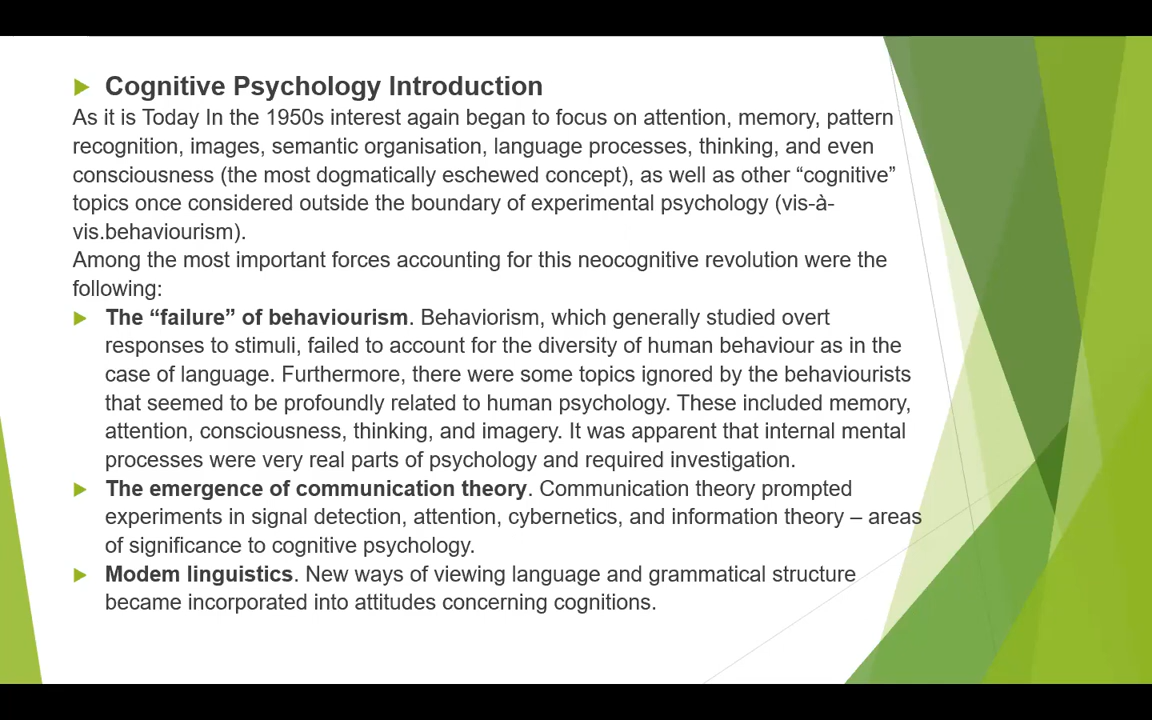 Cognitive Psychology Introduction
As it is Today In the 1950s interest again began to focus on attention, memory, pattern
recognition, images, semantic organisation, language processes, thinking, and even
consciousness (the most dogmatically eschewed concept), as well as other “cognitive”
topics once considered outside the boundary of experimental psychology (vis-à-
vis.behaviourism).
Among the most important forces accounting for this neocognitive revolution were the
following:
The “failure” of behaviourism. Behaviorism, which generally studied overt
responses to stimuli, failed to account for the diversity of human behaviour as in the
case of language. Furthermore, there were some topics ignored by the behaviourists
that seemed to be profoundly related to human psychology. These included memory,
attention, consciousness, thinking, and imagery. It was apparent that internal mental
processes were very real parts of psychology and required investigation.
The emergence of communication theory. Communication theory prompted
experiments in signal detection, attention, cybernetics, and information theory – areas
of significance to cognitive psychology.
Modem linguistics. New ways of viewing language and grammatical structure
became incorporated into attitudes concerning cognitions.